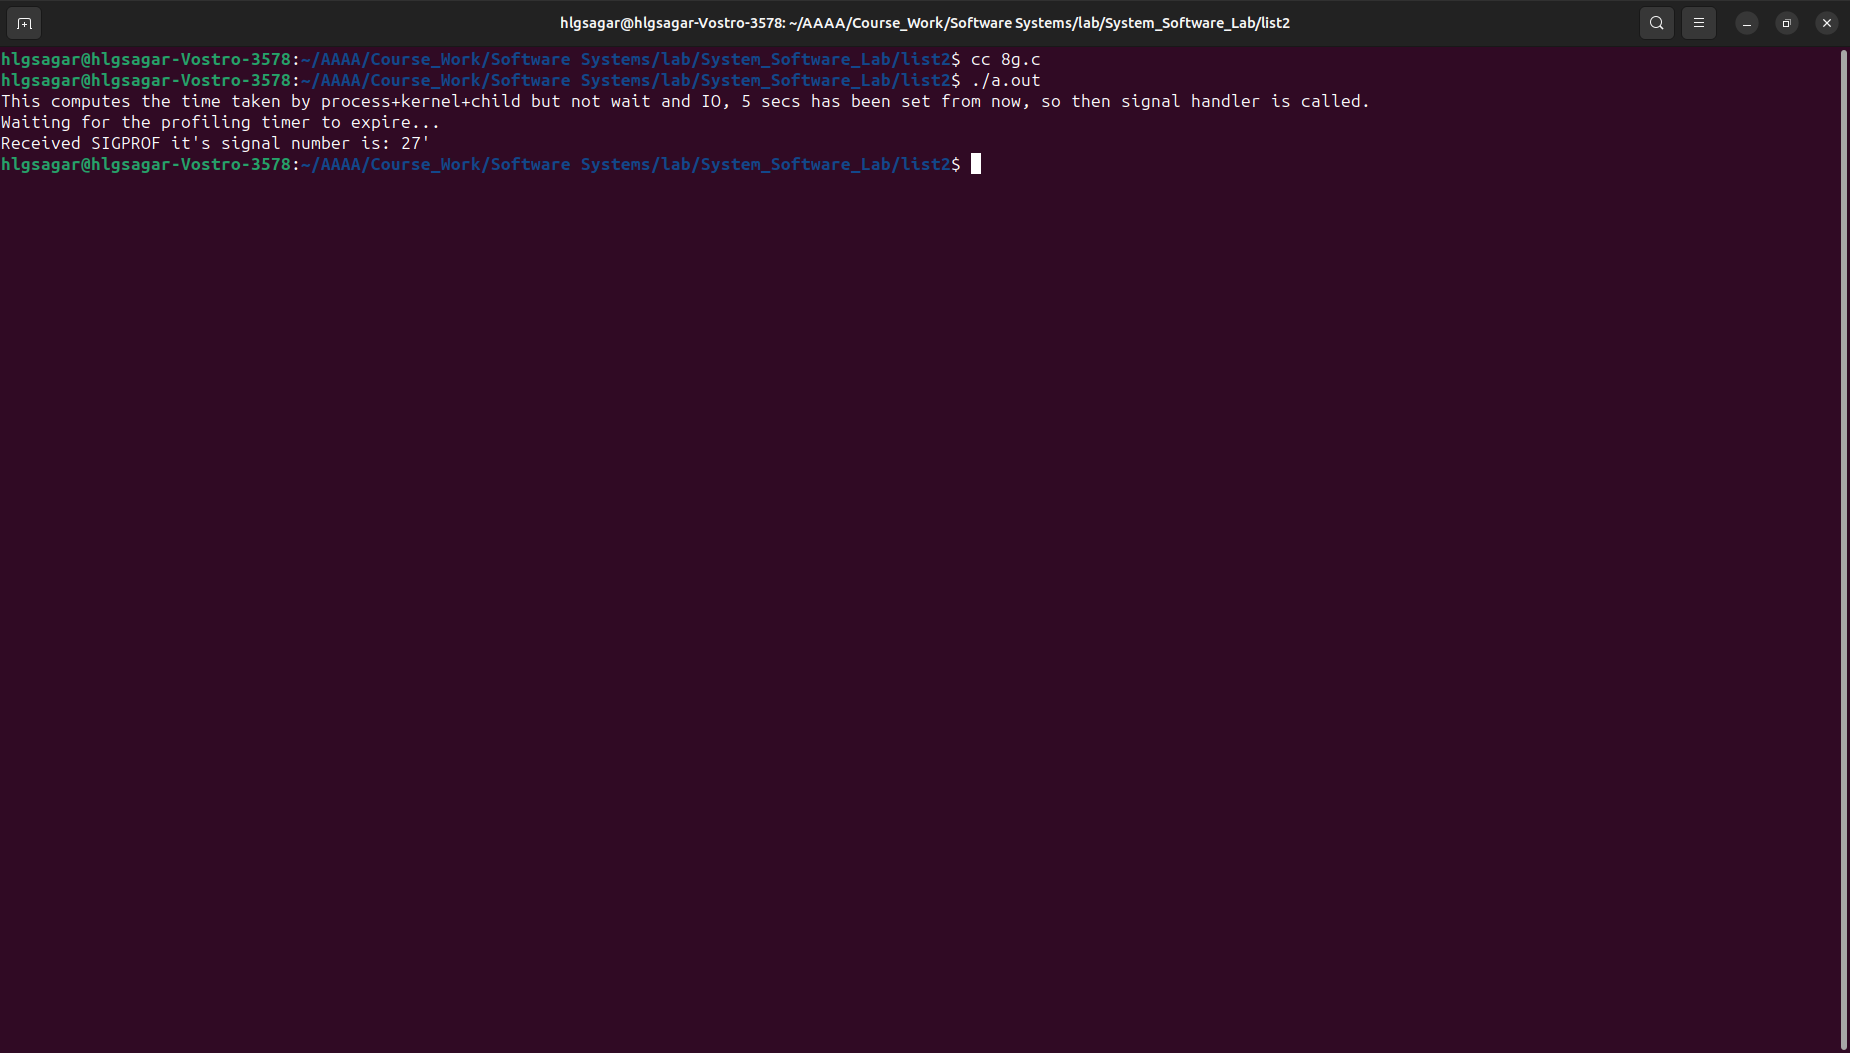 hlgsagar@hlgsagar-Vostro-3578: ~/AAAA/Course_Work/Software Systems/lab/System_Software_Lab/list2
hlgsagar@hlgsagar-Vostro-3578:~/AAAA/Course_Work/Software Systems/lab/System_Software_Lab/list2$ cc 8g.c
hlgsagar@hlgsagar-Vostro-3578:~/AAAA/Course_Work/Software Systems/lab/System_Software_Lab/list2$ ./a.out
This computes the time taken by process+kernel+child but not wait and IO, 5 secs has been set from now, so then signal handler is called.
Waiting for the profiling timer to expire...
Received SIGPROF it's signal number is: 27'
hlgsagar@hlgsagar-Vostro-3578:~/AAAA/Course_Work/Software Systems/lab/System_Software_Lab/list2$